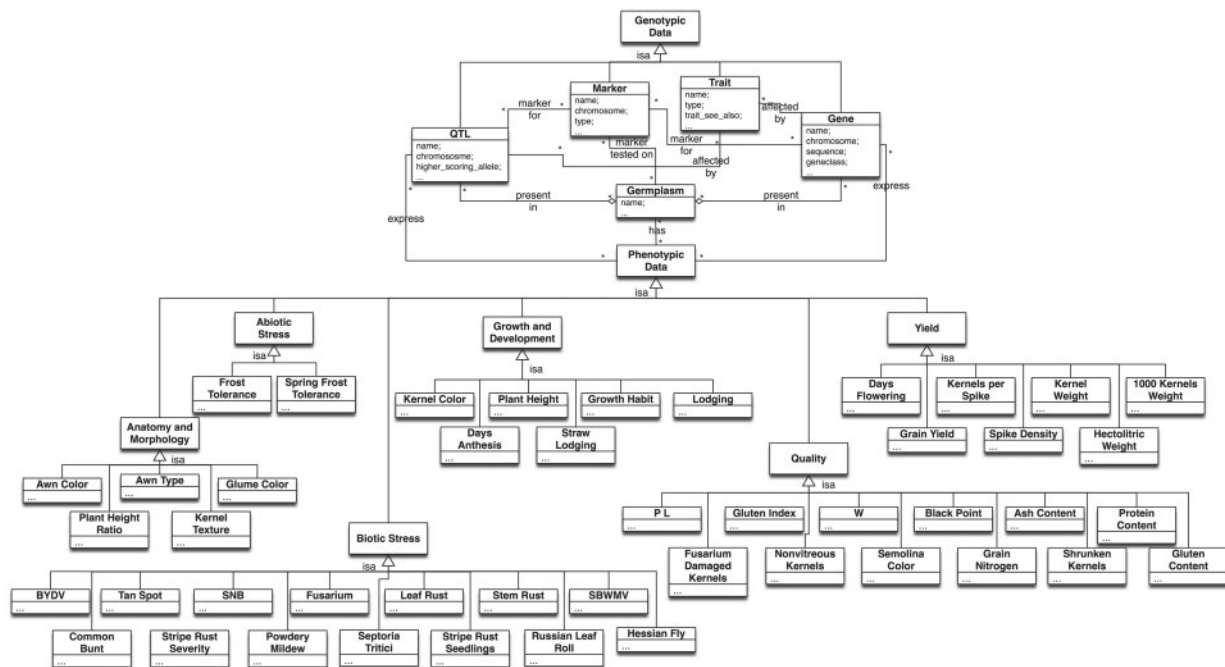 Genotypic
Data
isa
Marker
name;
chromosome;
type;
...
Trait
name;
type;
trait_see_also;
...
marker
for
*
*
*
*
affected
by
Gene
name;
chromosome;
sequence;
geneclass;
...
QTL
name;
chromososme;
higher_scoring_allele;
...
*
marker
tested on
*
marker
for
*
*
affected
by
*
*
*
*
present
in
*
Germplasm
name;
...
*
present
in
*
express
express
*
has
*
*
*
Phenotypic
Data
isa
Abiotic
Stress
isa
Frost
Tolerance
...
Spring Frost
Tolerance
...
Growth and
Development
isa
Kernel Color
...
Plant Height
...
Growth Habit
...
Lodging
...
Days
Anthesis
...
Straw
Lodging
...
Yield
isa
Days
Flowering
...
Kernels per
Spike
...
Kernel
Weight
...
1000 Kernels
Weight
...
Grain Yield
...
Spike Density
...
Hectolitric
Weight
...
Anatomy and
Morphology
isa
Awn Color
...
Awn Type
...
Glume Color
...
Plant Height
Ratio
...
Kernel
Texture
...
Quality
isa
P L
...
Gluten Index
...
W
...
Black Point
...
Ash Content
...
Protein
Content
...
Fusarium
Damaged
Kernels
...
Nonvitreous
Kernels
...
Semolina
Color
...
Grain
Nitrogen
...
Shrunken
Kernels
...
Gluten
Content
...
Biotic Stress
isa
BYDV
...
Tan Spot
...
SNB
...
Fusarium
...
Leaf Rust
...
Stem Rust
...
SBWMV
...
Common
Bunt
...
Stripe Rust
Severity
...
Powdery
Mildew
...
Septoria
Tritici
...
Stripe Rust
Seedlings
...
Russian Leaf
Roll
...
Hessian Fly
...